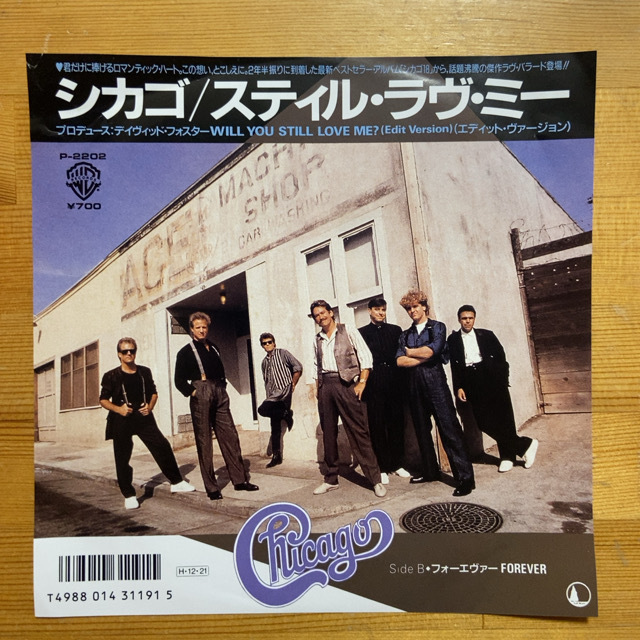 ♥君だけに捧げるロマンティック・ハート。この想い、とこしえに。2年半振りに到着した最新ベストセラー・アルバム「シカゴ18」から、話題沸騰の傑作ラヴ・バラード登場!!
シカゴ/スティル・ラヴ・ミー
プロデュース:デイヴィッド・フォスター WILL YOU STILL LOVE ME? (Edit Version) (エディット・ヴァージョン)
P-2202
WB
¥700
MACHINE
SHOP
CAR WASHING
Chicago
Side B・フォーエヴァー FOREVER
H・12・21
T4988 014 31191 5